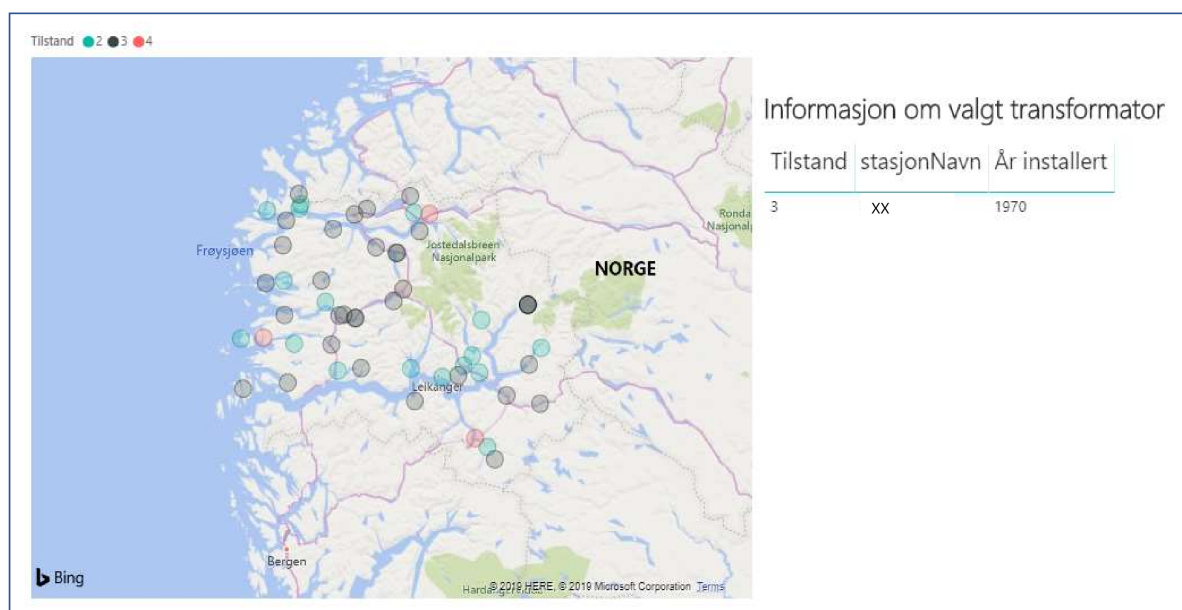 Tilstand 2 3 4
Informasjon om valgt transformator
Tilstand stasjonNavn År installert
3 XX 1970
Frøysjøen
Jostedalsbreen
Nasjonalpark
NORGE
Nasjonalp
Leikanger
Bergen
Bing
© 2019 HERE, © 2019 Microsoft Corporation Terms